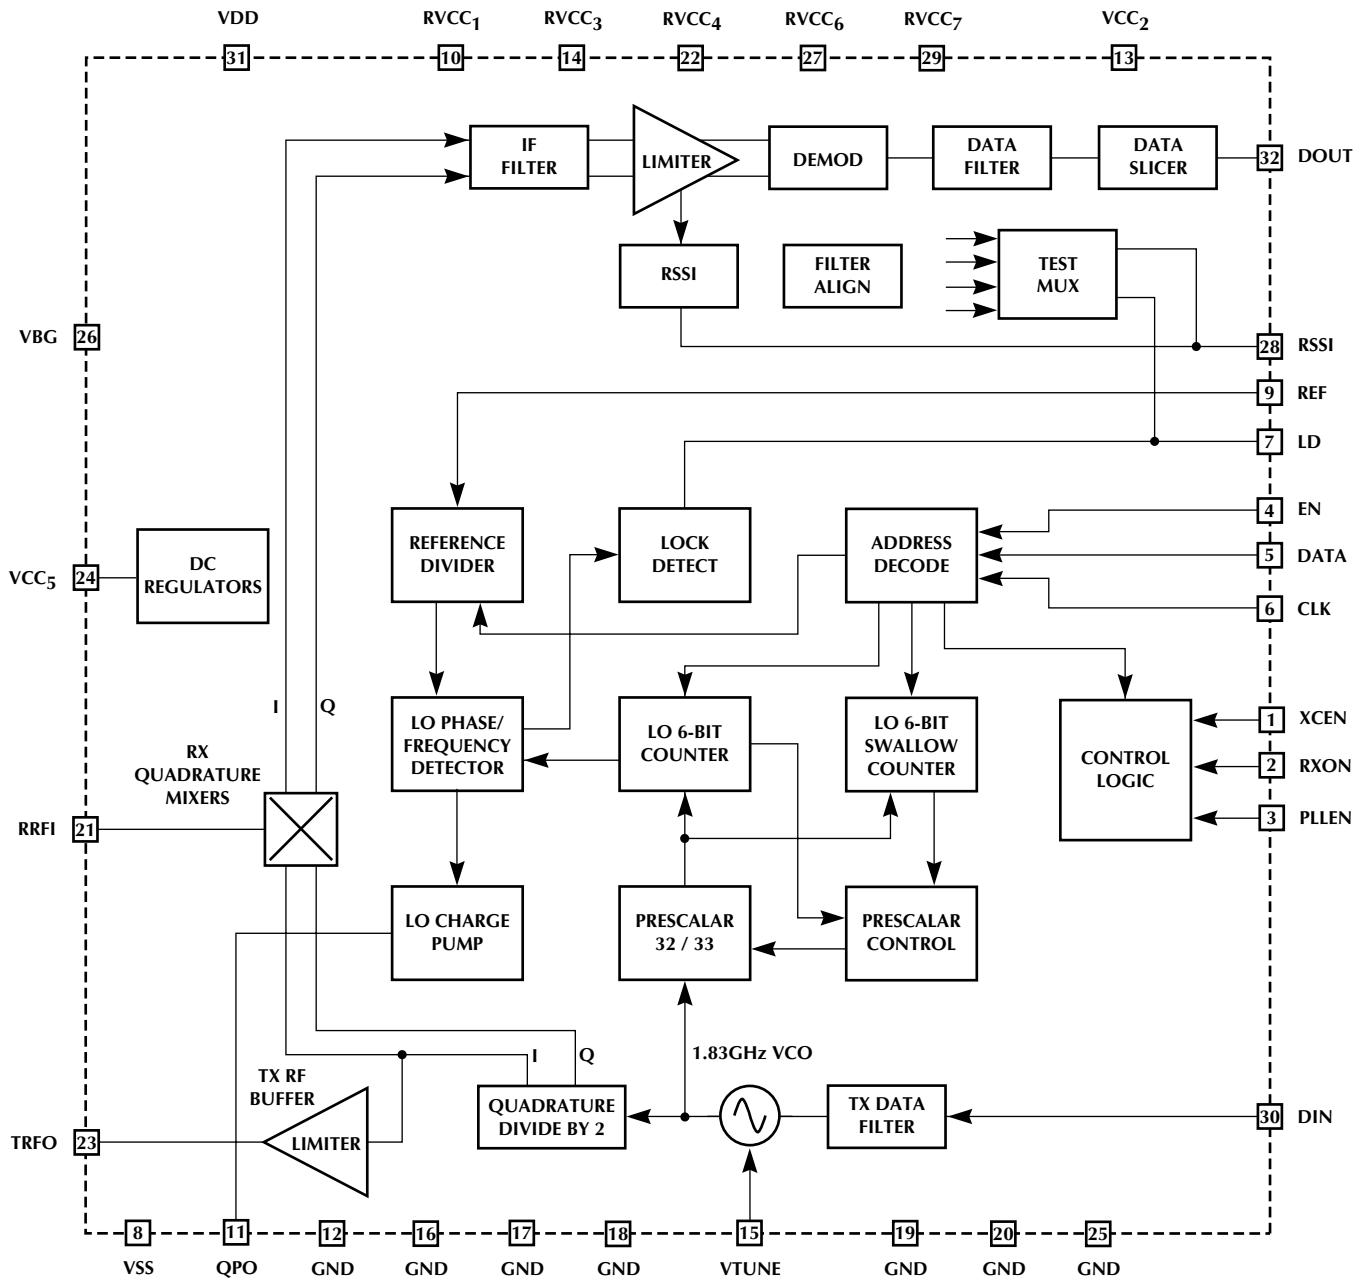 VDD RVCC1 RVCC3 RVCC4 RVCC6 RVCC7 VCC2
31 10 14 22 27 29 13
IF
FILTER
LIMITER
DEMOD
DATA
FILTER
DATA
SLICER
32 DOUT
RSSI
FILTER
ALIGN
TEST
MUX
VBG 26
28 RSSI
9 REF
7 LD
REFERENCE
DIVIDER
LOCK
DETECT
ADDRESS
DECODE
4 EN
5 DATA
6 CLK
VCC5 24
DC
REGULATORS
I Q
LO PHASE/
FREQUENCY
DETECTOR
LO 6-BIT
COUNTER
LO 6-BIT
SWALLOW
COUNTER
CONTROL
LOGIC
1 XCEN
2 RXON
3 PLLEN
RX
QUADRATURE
MIXERS
RRFI 21
LO CHARGE
PUMP
PRESCALAR
32 / 33
PRESCALAR
CONTROL
I Q
1.83GHz VCO
TX RF
BUFFER
QUADRATURE
DIVIDE BY 2
TX DATA
FILTER
30 DIN
TRFO 23
LIMITER
8 11 12 16 17 18 15 19 20 25
VSS QPO GND GND GND GND VTUNE GND GND GND